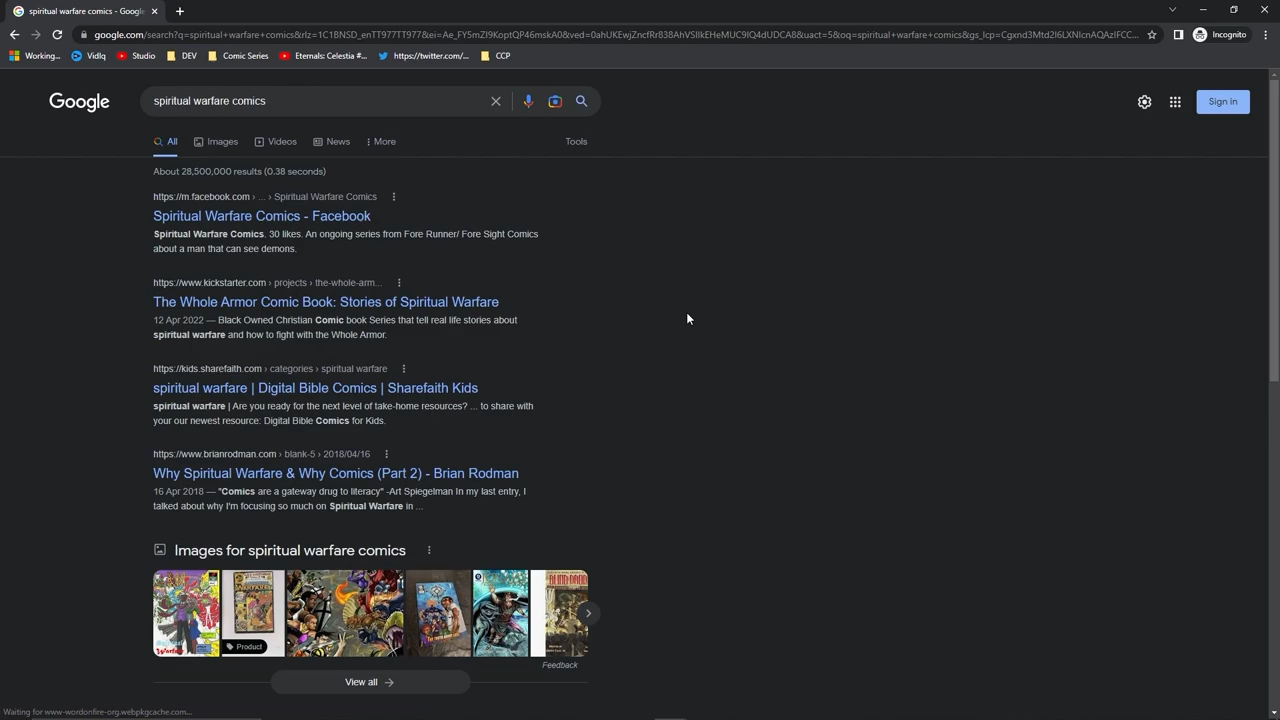 spiritual warfare comics - Google
google.com/search?q=spiritual+warfare+comics&rlz=1C1BNSD_enTT977TT977&ei=
Incognito
Working...
VidIq
Studio
DEV
Comic Series
Eternals: Celestia #...
https://twitter.com/...
CCP
Google
spiritual warfare comics
Sign in
All
Images
Videos
News
More
Tools
About 28,500,000 results (0.38 seconds)
https://m.facebook.com › ... › Spiritual Warfare Comics
Spiritual Warfare Comics - Facebook
Spiritual Warfare Comics. 30 likes. An ongoing series from Fore Runner/ Fore Sight Comics
about a man that can see demons.
https://www.kickstarter.com › projects › the-whole-arm...
The Whole Armor Comic Book: Stories of Spiritual Warfare
12 Apr 2022 — Black Owned Christian Comic book Series that tell real life stories about
spiritual warfare and how to fight with the Whole Armor.
https://kids.sharefaith.com › categories › spiritual warfare
spiritual warfare | Digital Bible Comics | Sharefaith Kids
spiritual warfare | Are you ready for the next level of take-home resources? ... to share with
your our newest resource: Digital Bible Comics for Kids.
https://www.brianrodman.com › blank-5 › 2018/04/16
Why Spiritual Warfare & Why Comics (Part 2) - Brian Rodman
16 Apr 2018 — "Comics are a gateway drug to literacy" -Art Spiegelman In my last entry, I
talked about why I'm focusing so much on Spiritual Warfare in ...
Images for spiritual warfare comics
Product
Feedback
View all
Waiting for www-wordonfire-org.webpkgcache.com...